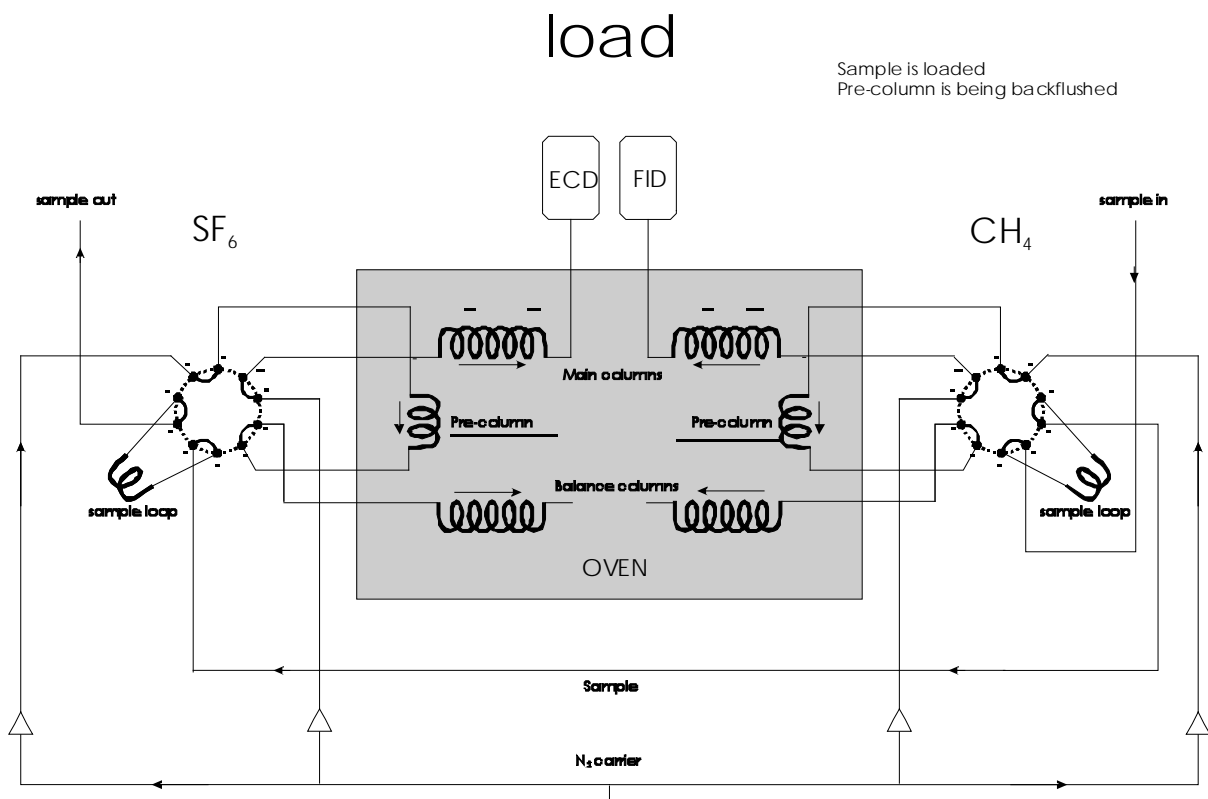 load
Sample is loaded
Pre-column is being backflushed
ECD
FID
sample out
sample in
SF₆
CH₄
Main columns
Pre-column
Pre-column
Balance columns
sample loop
sample loop
OVEN
Sample
N₂ carrier